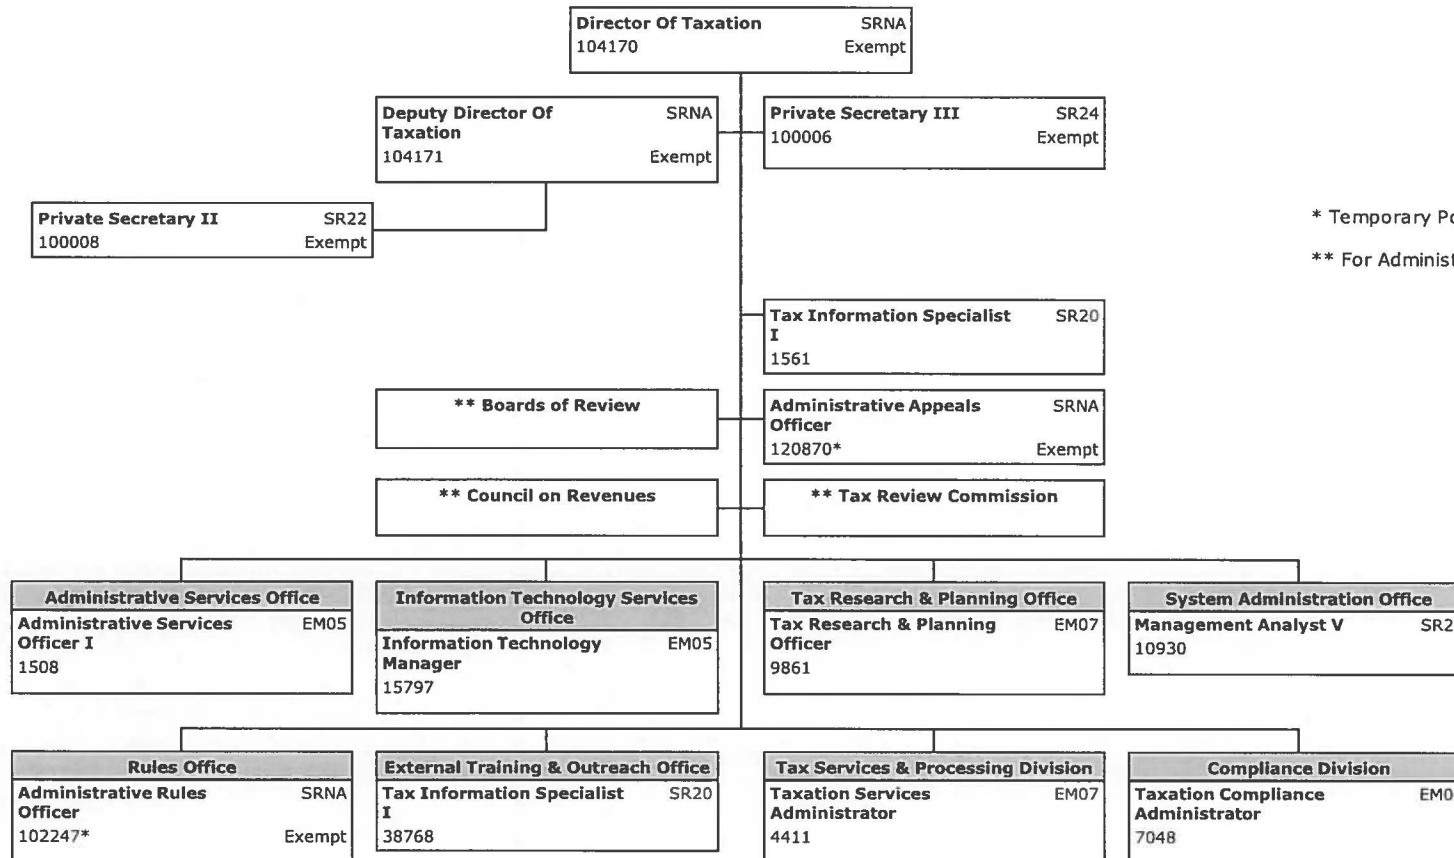 Director Of Taxation SRNA
104170 Exempt
Deputy Director Of SRNA
Taxation
104171 Exempt
Private Secretary III SR24
100006 Exempt
Private Secretary II SR22
100008 Exempt
* Temporary
** For
Tax Information Specialist SR20
I
1561
** Boards of Review
Administrative Appeals SRNA
Officer
120870* Exempt
** Council on Revenues
** Tax Review Commission
Administrative Services Office
Administrative Services EM05
Officer I
1508
Information Technology Services
Office
Information Technology EM05
Manager
15797
Tax Research & Planning Office
Tax Research & Planning EM07
Officer
9861
System Administration Office
Management Analyst V
10930
Rules Office
Administrative Rules SRNA
Officer
102247* Exempt
External Training & Outreach Office
Tax Information Specialist SR20
I
38768
Tax Services & Processing Division
Taxation Services EM07
Administrator
4411
Compliance Division
Taxation Compliance
Administrator
7048